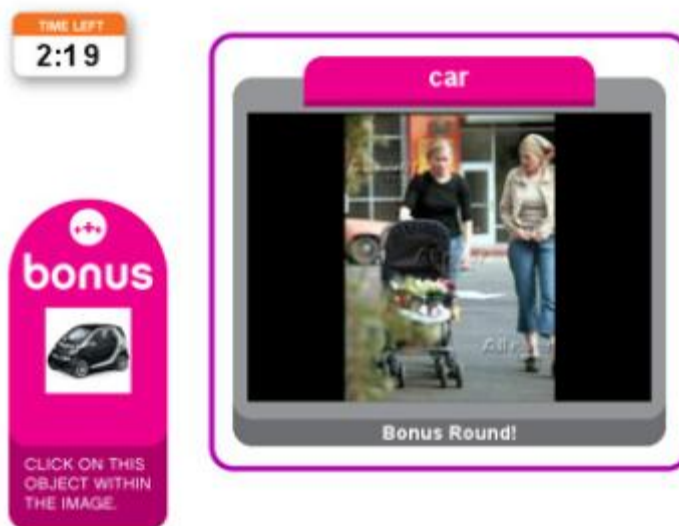 TIME LEFT
2:19
car
bonus
CLICK ON THIS
OBJECT WITHIN
THE IMAGE.
Bonus Round!